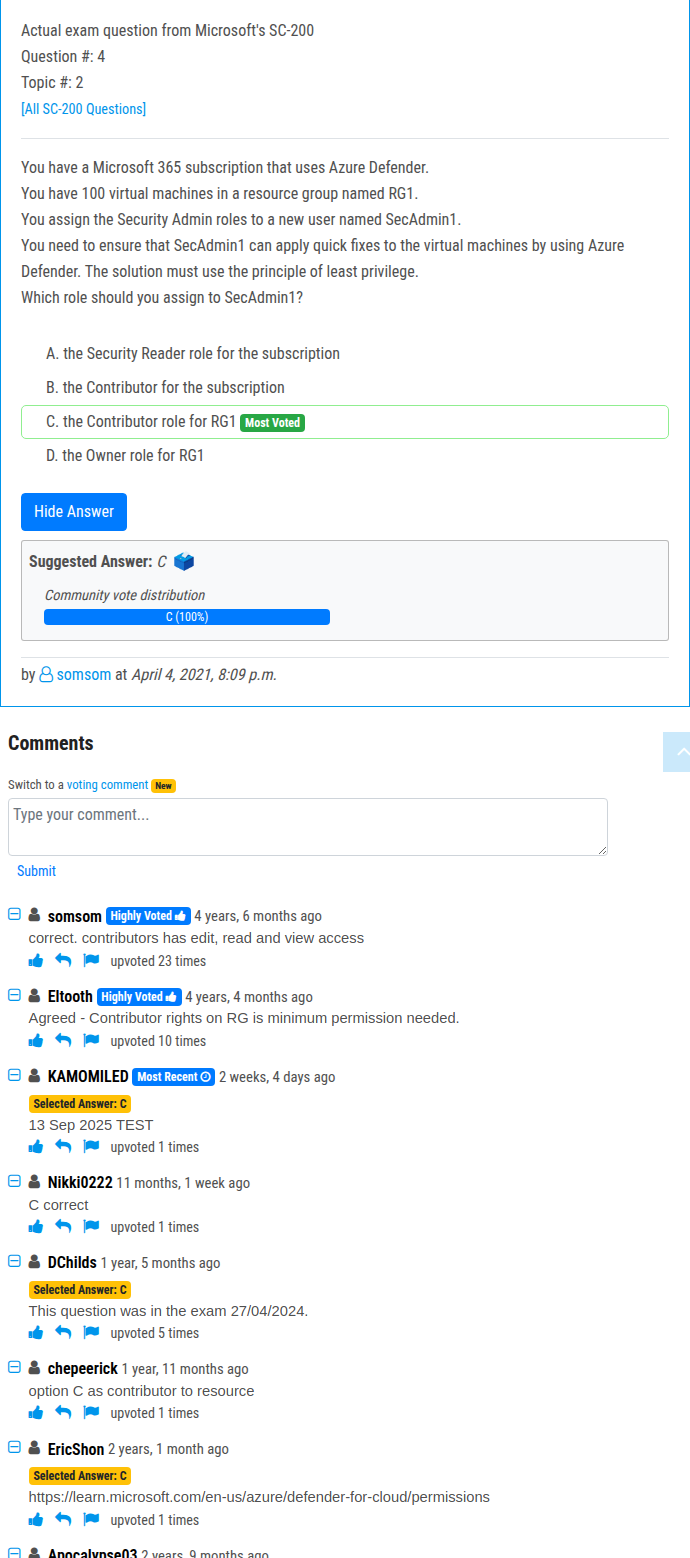 Actual exam question from Microsoft's SC-200
Question #: 4
Topic #: 2
[All SC-200 Questions]
You have a Microsoft 365 subscription that uses Azure Defender.
You have 100 virtual machines in a resource group named RG1.
You assign the Security Admin roles to a new user named SecAdmin1.
You need to ensure that SecAdmin1 can apply quick fixes to the virtual machines by using Azure
Defender. The solution must use the principle of least privilege.
Which role should you assign to SecAdmin1?
A. the Security Reader role for the subscription
B. the Contributor for the subscription
C. the Contributor role for RG1 Most Voted
D. the Owner role for RG1
Hide Answer
Suggested Answer: C
Community vote distribution
C (100%)
by somsom at April 4, 2021, 8:09 p.m.
Comments
Switch to a voting comment New
Type your comment...
Submit
somsom Highly Voted 4 years, 6 months ago
correct. contributors has edit, read and view access
upvoted 23 times
Eltooth Highly Voted 4 years, 4 months ago
Agreed - Contributor rights on RG is minimum permission needed.
upvoted 10 times
KAMOMILED Most Recent 2 weeks, 4 days ago
Selected Answer: C
13 Sep 2025 TEST
upvoted 1 times
Nikki0222 11 months, 1 week ago
C correct
upvoted 1 times
DChilds 1 year, 5 months ago
Selected Answer: C
This question was in the exam 27/04/2024.
upvoted 5 times
chepeerick 1 year, 11 months ago
option C as contributor to resource
upvoted 1 times
EricShon 2 years, 1 month ago
Selected Answer: C
https://learn.microsoft.com/en-us/azure/defender-for-cloud/permissions
upvoted 1 times
Apocalypse03 2 years, 9 months ago